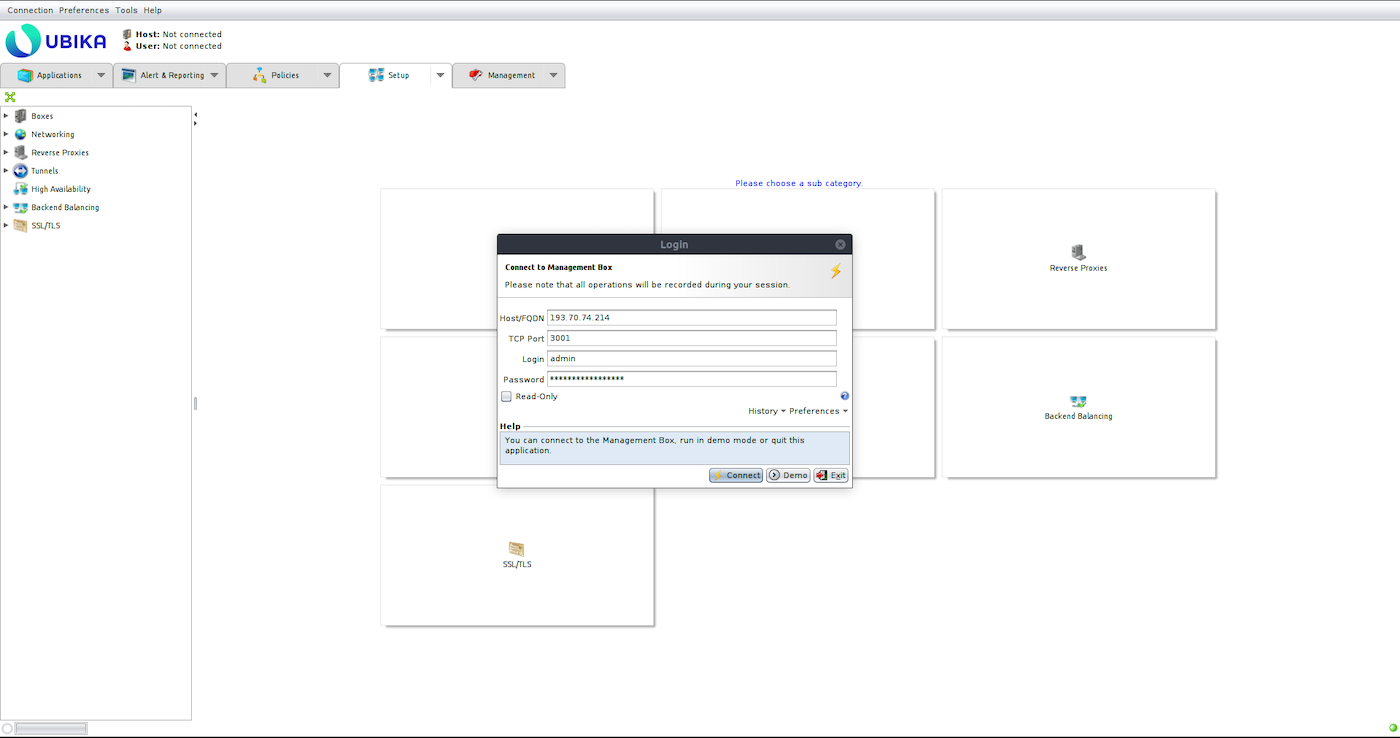 Connection Preferences Tools Help
UBIKA
Host: Not connected
User: Not connected
Applications Alert & Reporting Policies Setup Management
Boxes
Networking
Reverse Proxies
Tunnels
High Availability
Backend Balancing
SSL/TLS
Please choose a sub category.
Reverse Proxies
Backend Balancing
SSL/TLS
Login
Connect to Management Box
Please note that all operations will be recorded during your session.
Host/FQDN 193.70.74.214
TCP Port 3001
Login admin
Password *****************
Read-Only
History Preferences
Help
You can connect to the Management Box, run in demo mode or quit this
application.
Connect Demo Exit